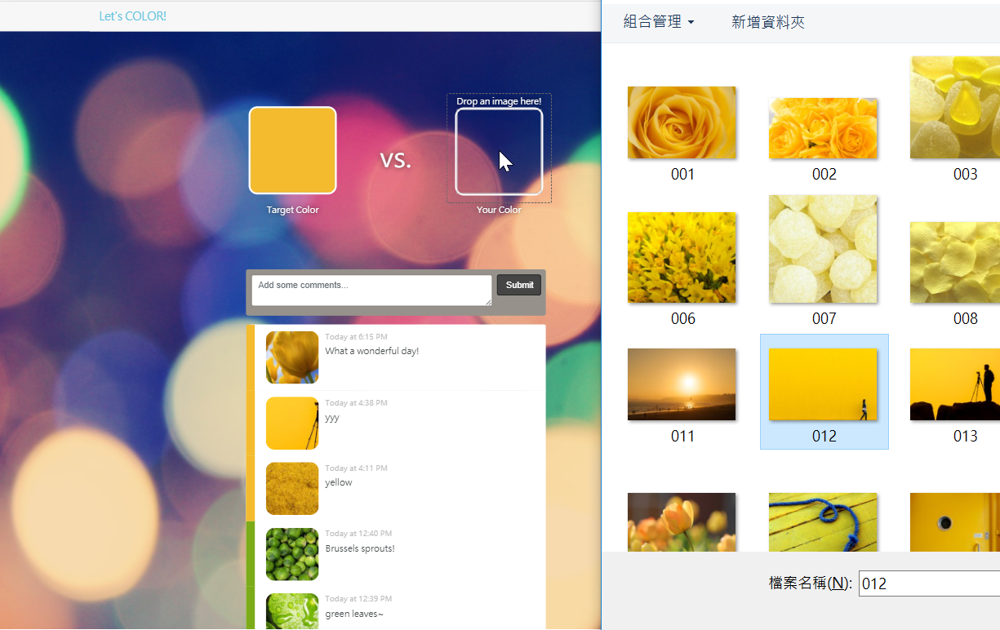 Let's COLOR!
Drop an image here!
VS.
Target Color
Your Color
Add some comments...
Submit
Today at 6:15 PM
What a wonderful day!
Today at 4:38 PM
yyy
Today at 4:11 PM
yellow
Today at 12:40 PM
Brussels sprouts!
Today at 12:39 PM
green leaves~
組合管理
新增資料夾
001
002
003
006
007
008
011
012
013
檔案名稱(N): 012